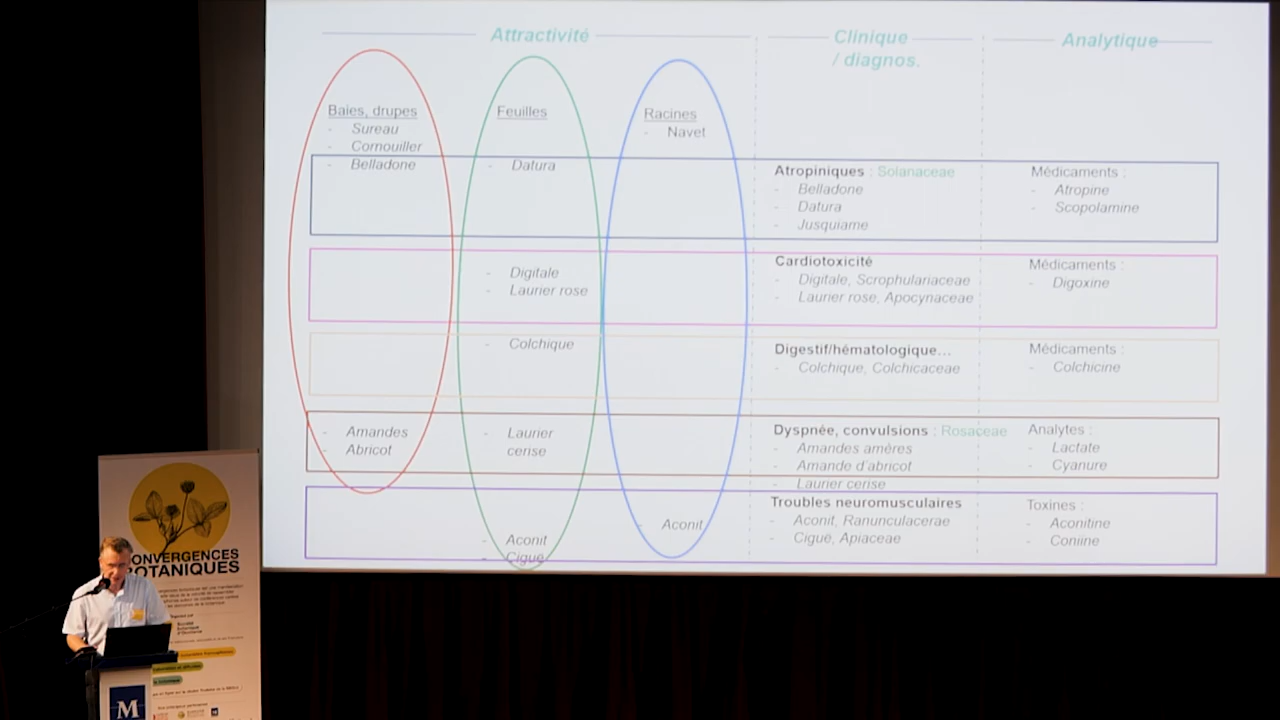 Attractivité
Clinique
/ diagnos.
Analytique
Baies, drupes
- Sureau
- Cornouiller
- Belladone
Feuilles
- Datura
Racines
- Navet
Atropiniques : Solanaceae
- Belladone
- Datura
- Jusquiame
Médicaments :
- Atropine
- Scopolamine
- Digitale
- Laurier rose
Cardiotoxicité
- Digitale, Scrophulariaceae
- Laurier rose, Apocynaceae
Médicaments :
- Digoxine
- Colchique
Digestif/hématologique...
- Colchique, Colchicaceae
Médicaments :
- Colchicine
- Amandes
- Abricot
- Laurier
cerise
Dyspnée, convulsions : Rosaceae
- Amandes amères
- Amande d'abricot
- Laurier cerise
Analytes :
- Lactate
- Cyanure
- Aconit
- Cigue
- Aconit
Troubles neuromusculaires
- Aconit, Ranunculacerae
- Cigue, Apiaceae
Toxines :
- Aconitine
- Coniine
ONVERGENCES
BOTANIQUES
M